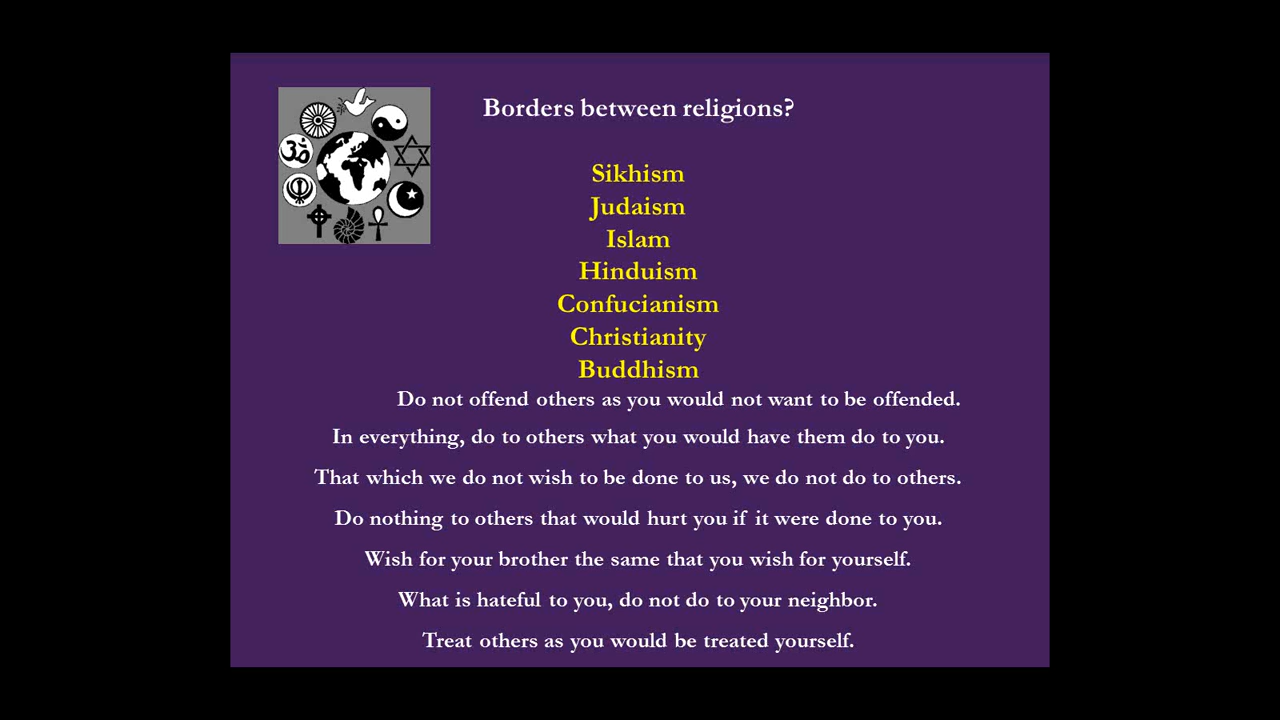 Borders between religions?
Sikhism
Judaism
Islam
Hinduism
Confucianism
Christianity
Buddhism
Do not offend others as you would not want to be offended.
In everything, do to others what you would have them do to you.
That which we do not wish to be done to us, we do not do to others.
Do nothing to others that would hurt you if it were done to you.
Wish for your brother the same that you wish for yourself.
What is hateful to you, do not do to your neighbor.
Treat others as you would be treated yourself.